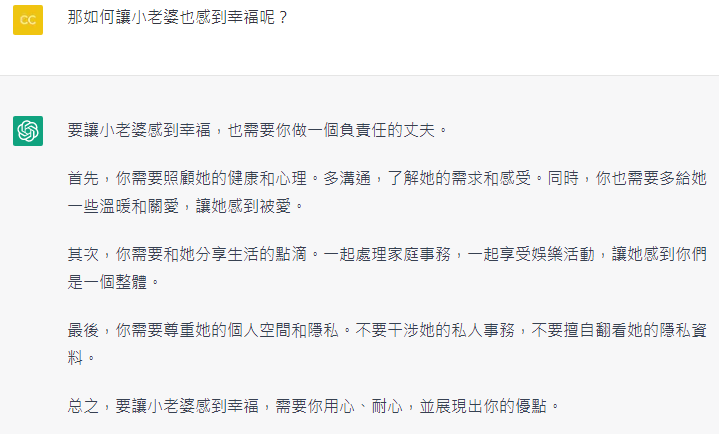 CC
那如何讓小老婆也感到幸福呢？
要讓小老婆感到幸福，也需要你做一個負責任的丈夫。
首先，你需要照顧她的健康和心理。多溝通，了解她的需求和感受。同時，你也需要多給她
一些溫暖和關愛，讓她感到被愛。
其次，你需要和她分享生活的點滴。一起處理家庭事務，一起享受娛樂活動，讓她感到你們
是一個整體。
最後，你需要尊重她的個人空間和隱私。不要干涉她的私人事務，不要擅自翻看她的隱私資
料。
总之，要讓小老婆感到幸福，需要你用心、耐心，並展現出你的優點。